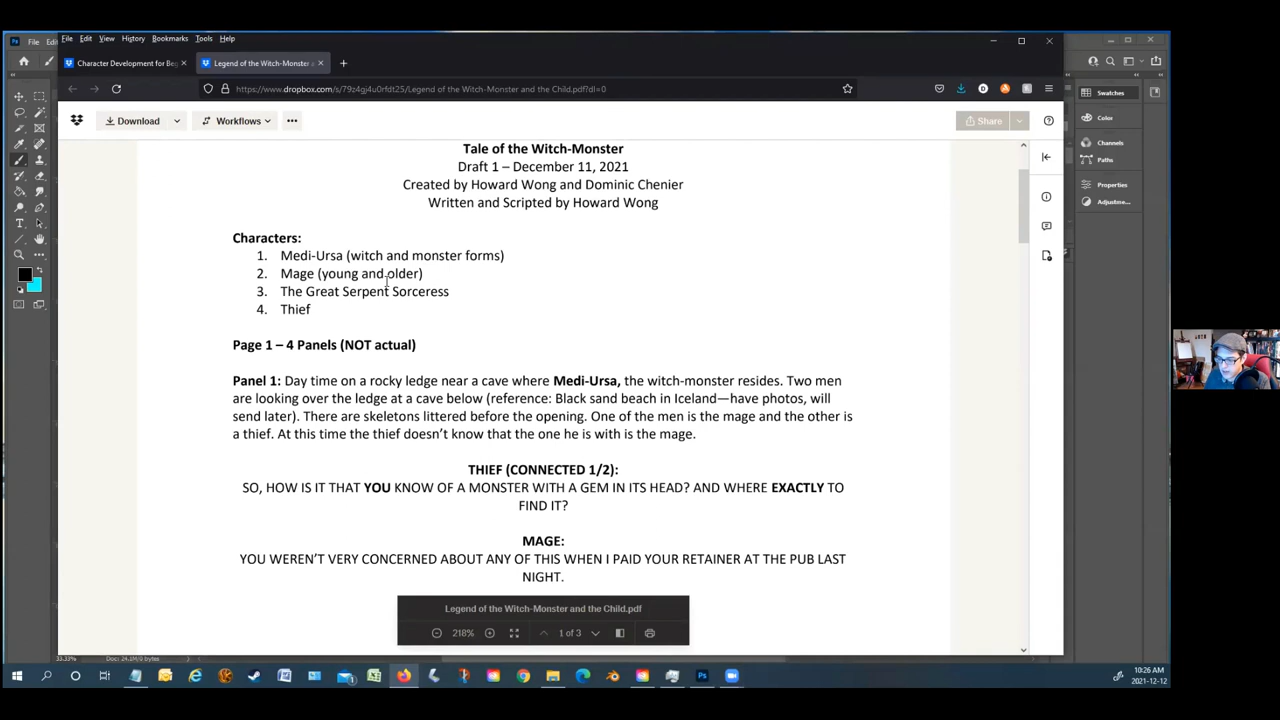 File Edit View History Bookmarks Tools Help
Ps File
Character Development for Be
Legend of the Witch-Monster a
https://www.dropbox.com/s/79z4gj4u0rfdt25/Legend of the Witch-Monster and the Child.pdf?dl=0
Download Workflows Share
Swatches
Color
Channels
Paths
Properties
Adjustme...
Tale of the Witch-Monster
Draft 1 – December 11, 2021
Created by Howard Wong and Dominic Chenier
Written and Scripted by Howard Wong
Characters:
1. Medi-Ursa (witch and monster forms)
2. Mage (young and older)
3. The Great Serpent Sorceress
4. Thief
Page 1 – 4 Panels (NOT actual)
Panel 1: Day time on a rocky ledge near a cave where Medi-Ursa, the witch-monster resides. Two men
are looking over the ledge at a cave below (reference: Black sand beach in Iceland—have photos, will
send later). There are skeletons littered before the opening. One of the men is the mage and the other is
a thief. At this time the thief doesn’t know that the one he is with is the mage.
THIEF (CONNECTED 1/2):
SO, HOW IS IT THAT YOU KNOW OF A MONSTER WITH A GEM IN ITS HEAD? AND WHERE EXACTLY TO
FIND IT?
MAGE:
YOU WEREN’T VERY CONCERNED ABOUT ANY OF THIS WHEN I PAID YOUR RETAINER AT THE PUB LAST
NIGHT.
Legend of the Witch-Monster and the Child.pdf
218% 1 of 3
33.33%
10:26 AM
2021-12-12